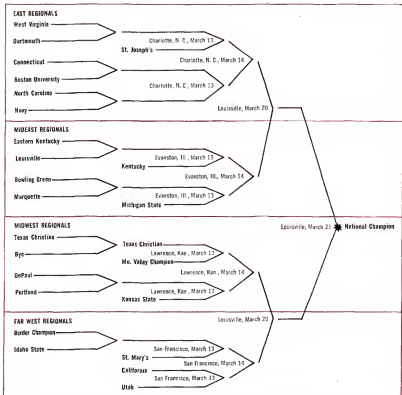 EAST REGIONALS
West Virginia
Dartmouth
Charlotte, N. C., March 13
St. Joseph's
Charlotte, N. C., March 14
Connecticut
Boston University
Charlotte, N. C., March 13
North Carolina
Navy
Louisville, March 20
MIDEAST REGIONALS
Eastern Kentucky
Louisville
Evanston, Ill., March 13
Kentucky
Evanston, Ill., March 14
Bowling Green
Marquette
Evanston, Ill., March 13
Michigan State
MIDWEST REGIONALS
Louisville, March 21 National Champion
Texas Christian
Bye
Texas Christian
Lawrence, Kan., March 13
Mo. Valley Champion
Lawrence, Kan., March 14
DePaul
Portland
Lawrence, Kan., March 13
Kansas State
Louisville, March 20
FAR WEST REGIONALS
Border Champion
Idaho State
San Francisco, March 13
St. Mary's
San Francisco, March 14
California
San Francisco, March 13
Utah